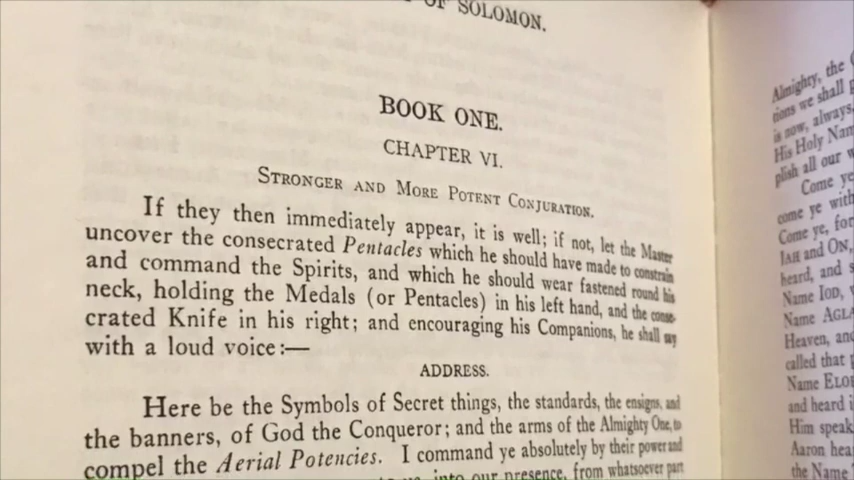 OF SOLOMON.
BOOK ONE.
CHAPTER VI.
STRONGER AND MORE POTENT CONJURATION.
If they then immediately appear, it is well; if not, let the Master
uncover the consecrated Pentacles which he should have made to constrain
and command the Spirits, and which he should wear fastened round his
neck, holding the Medals (or Pentacles) in his left hand, and the conse-
crated Knife in his right; and encouraging his Companions, he shall say
with a loud voice:—
ADDRESS.
Here be the Symbols of Secret things, the standards, the ensigns, and
the banners, of God the Conqueror; and the arms of the Almighty One, to
compel the Aerial Potencies. I command ye absolutely by their power and
into our presence, from whatsoever part
Almighty, the
tions we shall
is now, always,
His Holy Nam
plish all our w
Come ye
come ye with
Come ye, for
IAH and ON,
heard, and s
Name IOD,
Name AGLA
Heaven, and
called that
Name ELO
and heard i
Him speak
Aaron hea
the Name